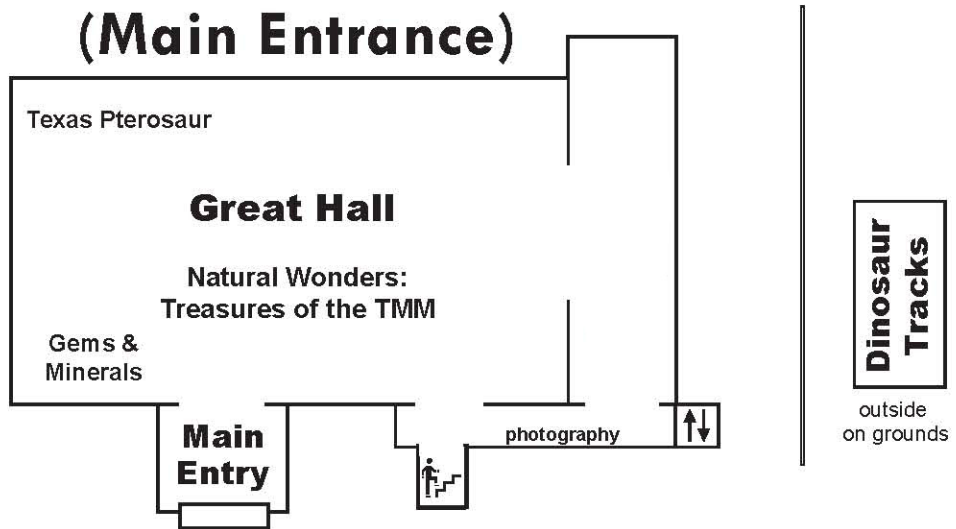 (Main Entrance)
Texas Pterosaur
Great Hall
Natural Wonders:
Treasures of the TMM
Gems &
Minerals
Main
Entry
photography
Dinosaur
Tracks
outside
on grounds